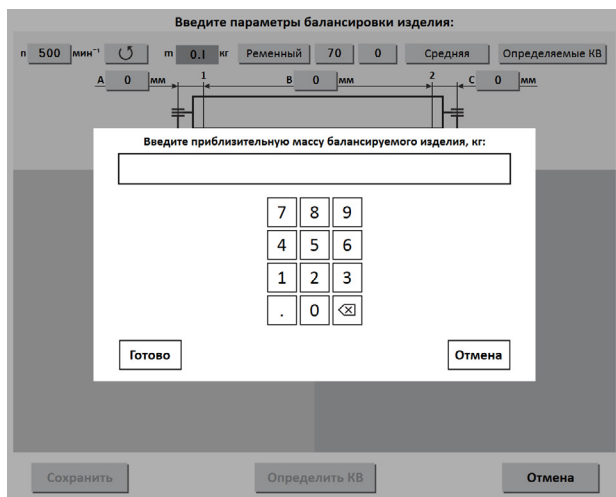 Введите параметры балансировки изделия:
n 500 мин⁻¹ m 0.1 кг Ременный 70 0 Средняя Определяемые КВ
A 0 мм 1 B 0 мм 2 C 0 мм
Введите приблизительную массу балансируемого изделия, кг:
7 8 9
4 5 6
1 2 3
. 0
Готово Отмена
Сохранить Определить КВ Отмена